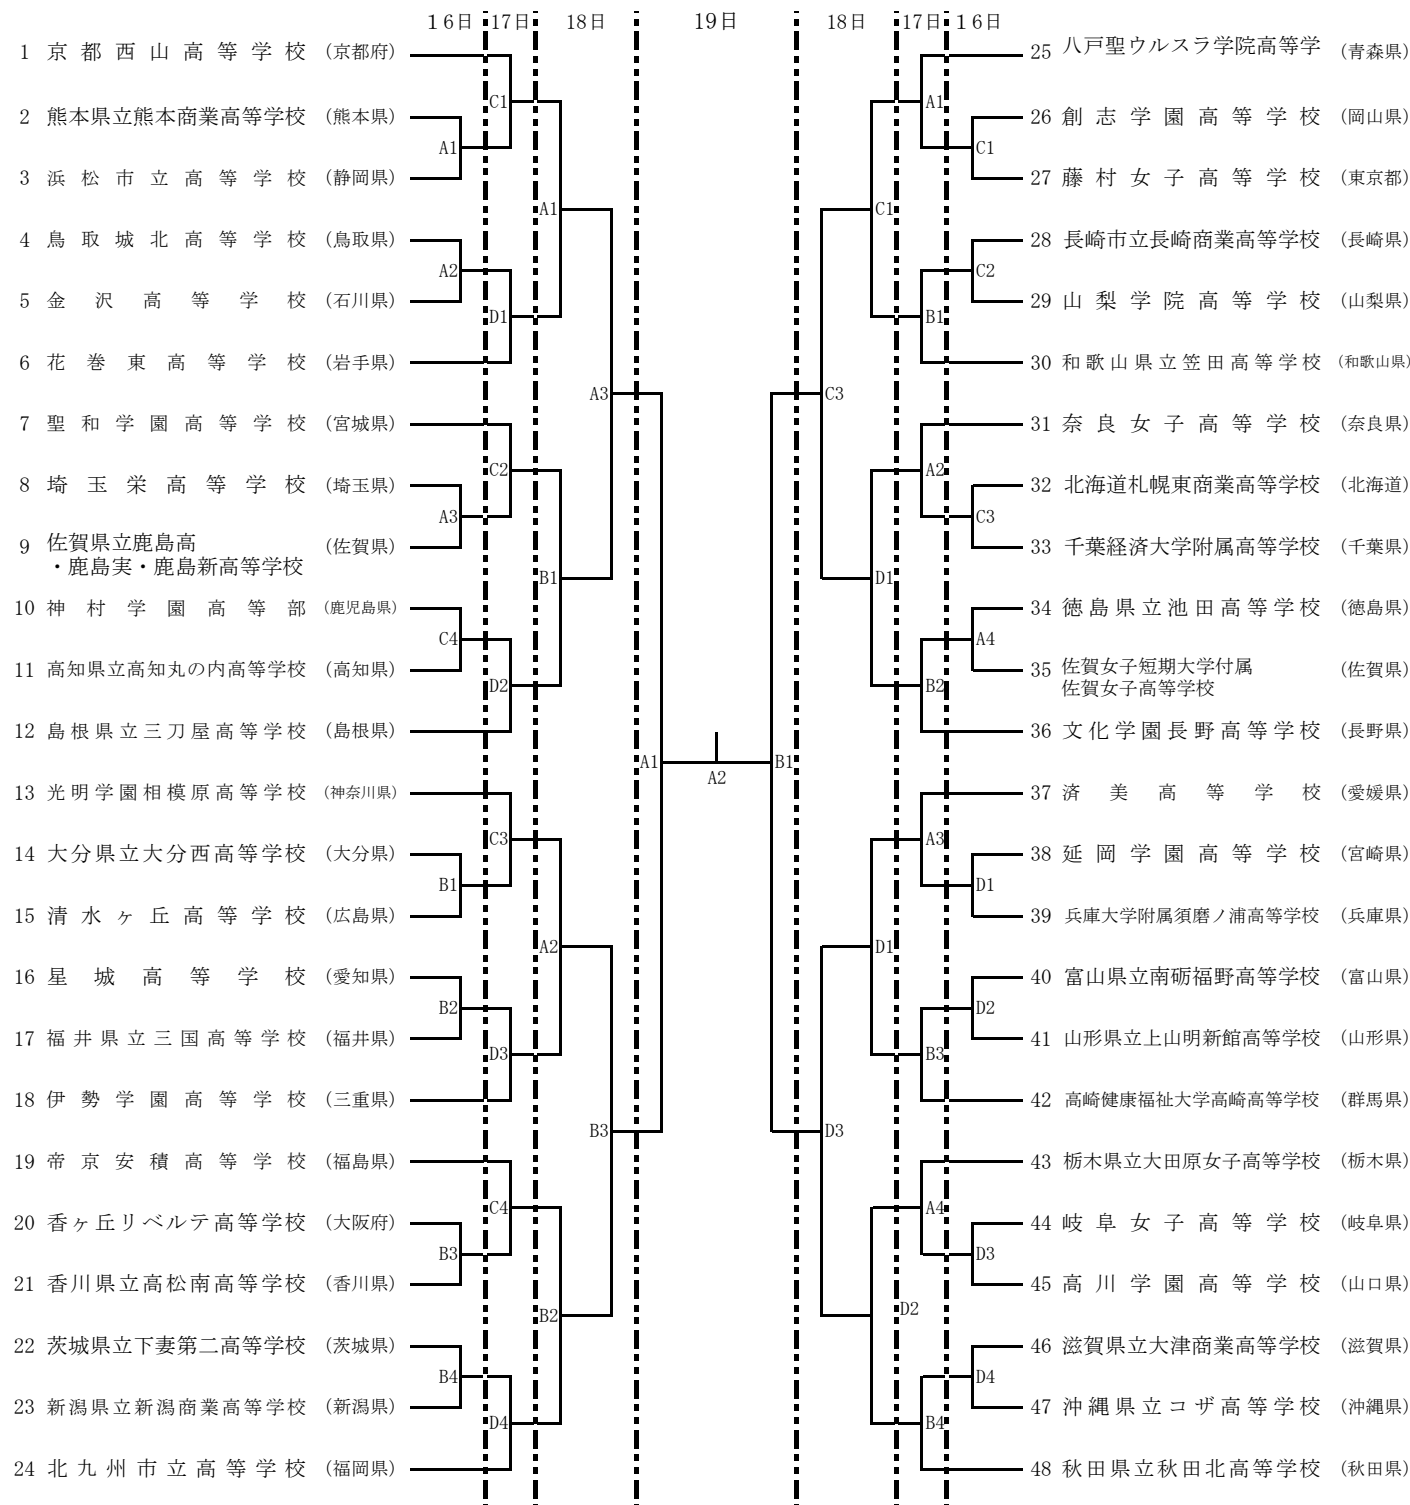 16日 17日 18日 19日 18日 17日 16日
1 京都西山高等学校 (京都府)
2 熊本県立熊本商業高等学校 (熊本県)
3 浜松市立高等学校 (静岡県)
4 鳥取城北高等学校 (鳥取県)
5 金沢高等学校 (石川県)
6 花巻東高等学校 (岩手県)
7 聖和学園高等学校 (宮城県)
8 埼玉栄高等学校 (埼玉県)
9 佐賀県立鹿島高
・鹿島実・鹿島新高等学校 (佐賀県)
10 神村学園高等部 (鹿児島県)
11 高知県立高知丸の内高等学校 (高知県)
12 島根県立三刀屋高等学校 (島根県)
13 光明学園相模原高等学校 (神奈川県)
14 大分県立大分西高等学校 (大分県)
15 清水ヶ丘高等学校 (広島県)
16 星城高等学校 (愛知県)
17 福井県立三国高等学校 (福井県)
18 伊勢学園高等学校 (三重県)
19 帝京安積高等学校 (福島県)
20 香ヶ丘リベルテ高等学校 (大阪府)
21 香川県立高松南高等学校 (香川県)
22 茨城県立下妻第二高等学校 (茨城県)
23 新潟県立新潟商業高等学校 (新潟県)
24 北九州市立高等学校 (福岡県)
A1
A2
A3
C4
B1
B2
B3
B4
C1
D1
C2
D2
C3
D3
C4
D4
A1
B1
A2
B2
A3
B3
A1
A2
B1
C3
D3
C1
D1
D1
D2
A1
B1
A2
B2
A3
B3
A4
B4
C1
C2
C3
A4
D1
D2
D3
D4
25 八戸聖ウルスラ学院高等学 (青森県)
26 創志学園高等学校 (岡山県)
27 藤村女子高等学校 (東京都)
28 長崎市立長崎商業高等学校 (長崎県)
29 山梨学院高等学校 (山梨県)
30 和歌山県立笠田高等学校 (和歌山県)
31 奈良女子高等学校 (奈良県)
32 北海道札幌東商業高等学校 (北海道)
33 千葉経済大学附属高等学校 (千葉県)
34 徳島県立池田高等学校 (徳島県)
35 佐賀女子短期大学付属
佐賀女子高等学校 (佐賀県)
36 文化学園長野高等学校 (長野県)
37 済美高等学校 (愛媛県)
38 延岡学園高等学校 (宮崎県)
39 兵庫大学附属須磨ノ浦高等学校 (兵庫県)
40 富山県立南砺福野高等学校 (富山県)
41 山形県立上山明新館高等学校 (山形県)
42 高崎健康福祉大学高崎高等学校 (群馬県)
43 栃木県立大田原女子高等学校 (栃木県)
44 岐阜女子高等学校 (岐阜県)
45 高川学園高等学校 (山口県)
46 滋賀県立大津商業高等学校 (滋賀県)
47 沖縄県立コザ高等学校 (沖縄県)
48 秋田県立秋田北高等学校 (秋田県)